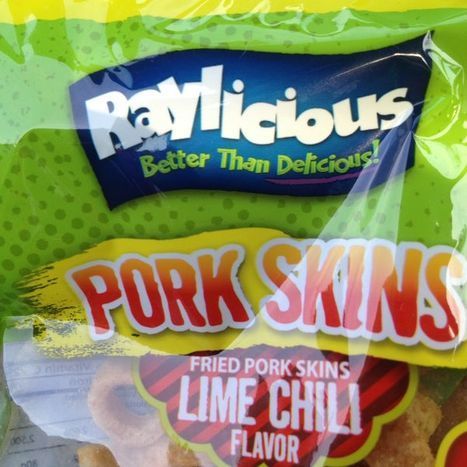 Raylicious
Better Than Delicious!
PORK SKINS
FRIED PORK SKINS
LIME CHILI
FLAVOR